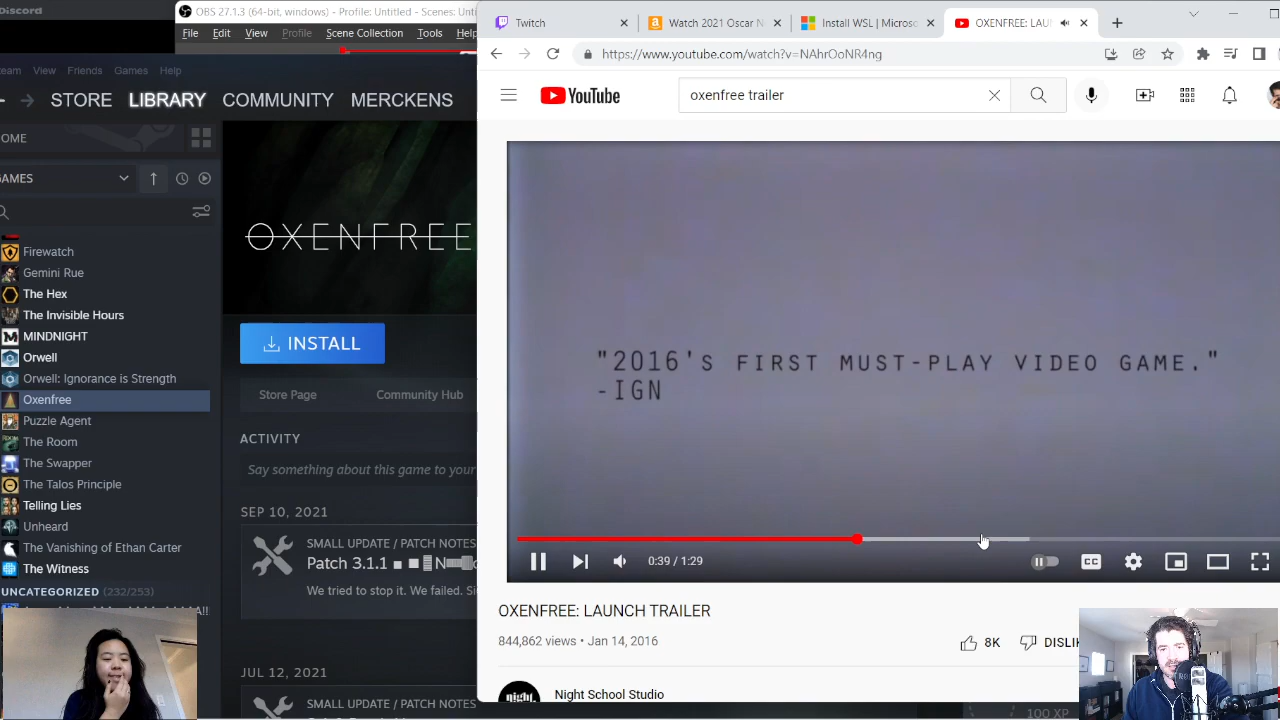 Discord
OBS 27.1.3 (64-bit, windows) - Profile: Untitled - Scenes: Unti
File Edit View Profile Scene Collection Tools Help
View Friends Games Help
STORE LIBRARY COMMUNITY MERCKENS
OXENFREE
INSTALL
Store Page Community Hub
ACTIVITY
Say something about this game to your
SEP 10, 2021
SMALL UPDATE / PATCH NOTES
Patch 3.1.1
We tried to stop it. We failed.
JUL 12, 2021
SMALL UPDATE / PATCH NOTES
OME
GAMES
Firewatch
Gemini Rue
The Hex
The Invisible Hours
MINDNIGHT
Orwell
Orwell: Ignorance is Strength
Oxenfree
Puzzle Agent
The Room
The Swapper
The Talos Principle
Telling Lies
Unheard
The Vanishing of Ethan Carter
The Witness
UNCATEGORIZED (232/253)
Twitch
Watch 2021 Oscar N
Install WSL | Microso
OXENFREE: LAU
https://www.youtube.com/watch?v=NAhrOoNR4ng
YouTube
oxenfree trailer
"2016'S FIRST MUST-PLAY VIDEO GAME."
-IGN
0:39 / 1:29
CC
OXENFREE: LAUNCH TRAILER
844,862 views • Jan 14, 2016
8K
DISLIK
night
Night School Studio
100 XP